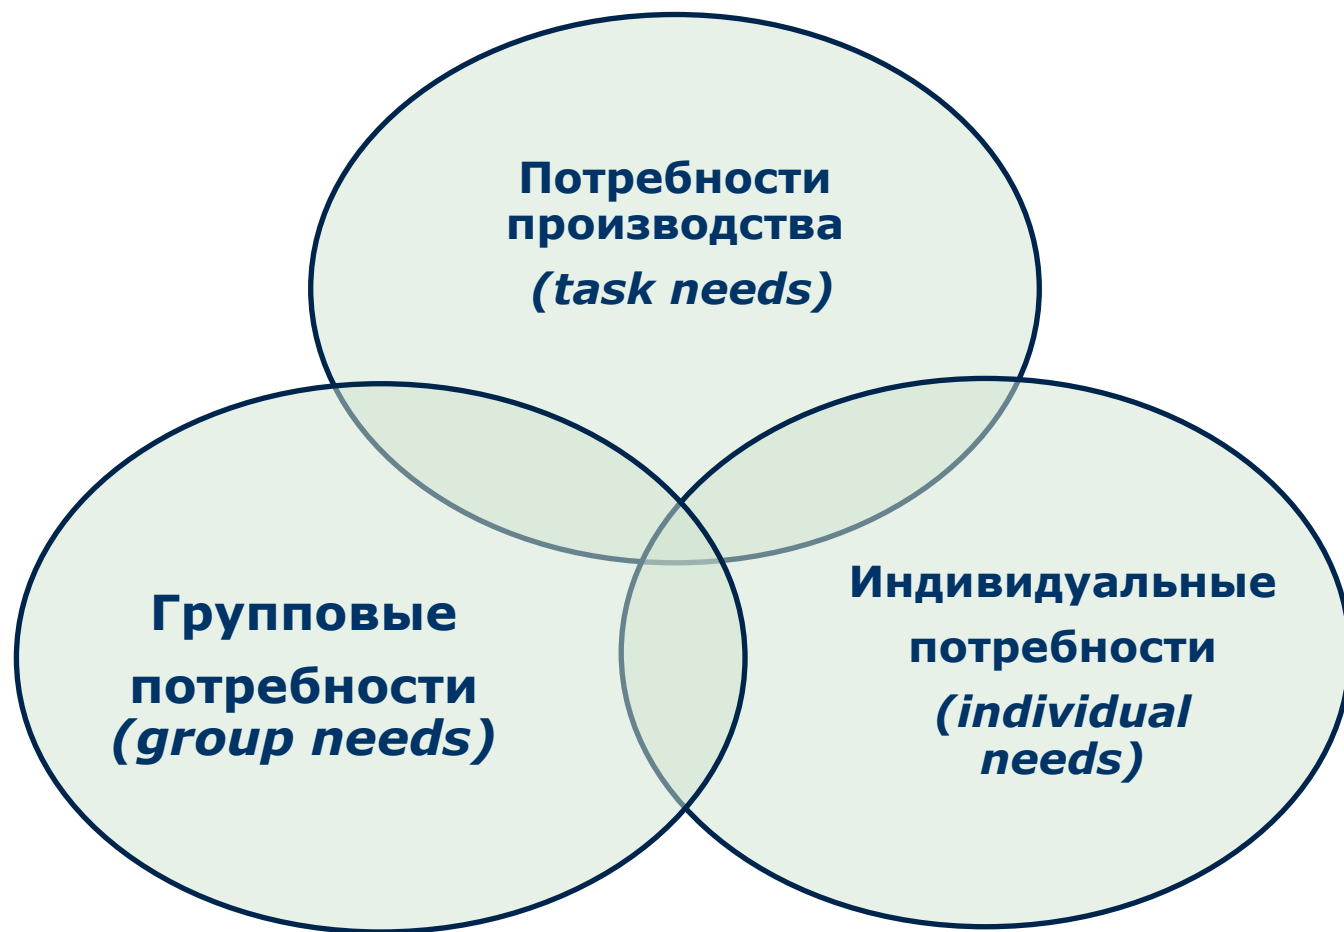 Потребности
производства
(task needs)
Групповые
потребности
(group needs)
Индивидуальные
потребности
(individual
needs)